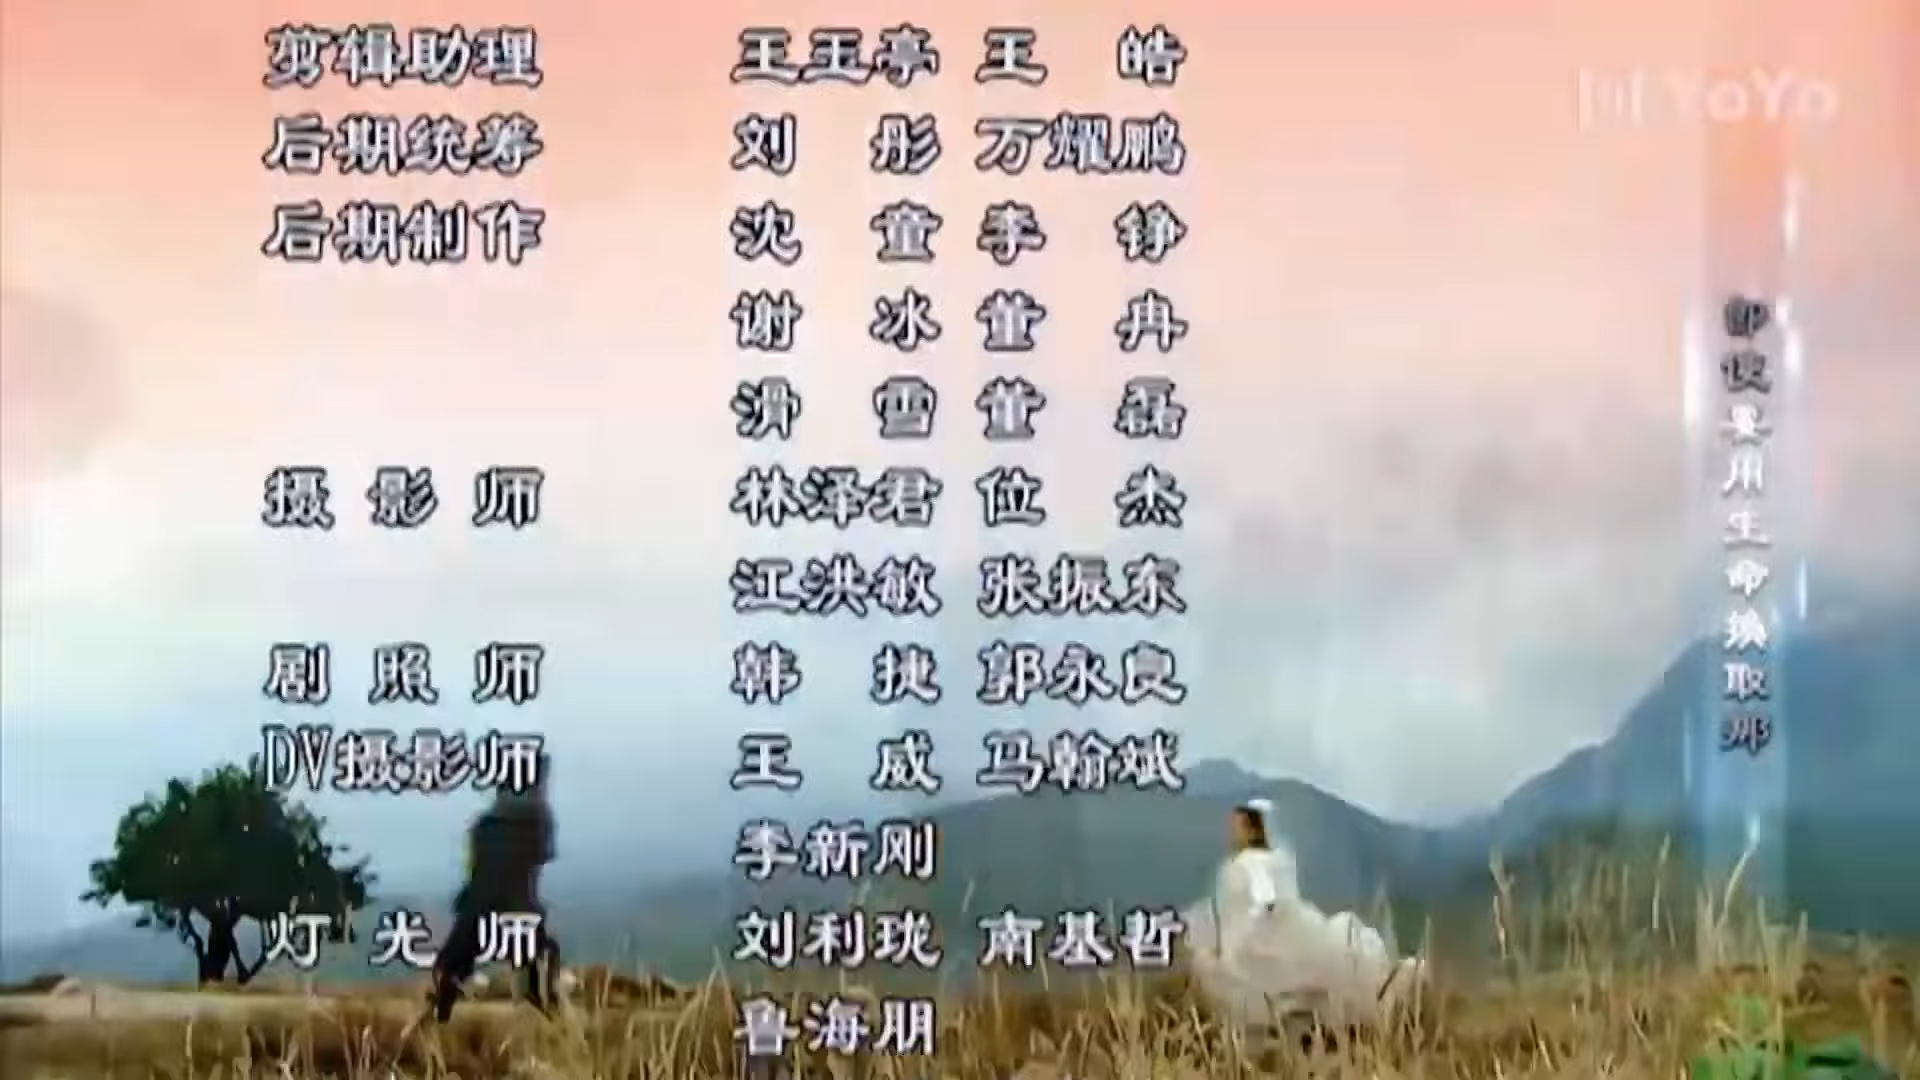 剪辑助理 王玉亭 王皓
后期统筹 刘彤 万耀鹏
后期制作 沈童 李铮
谢冰 董冉
滑雪 董磊
摄影师 林泽君 位杰
江洪敏 张振东
剧照师 韩捷 郭永良
DV摄影师 王威 马翰斌
李新刚
灯光师 刘利珑 南基哲
鲁海朋
YoYo
即使要用生命换取那